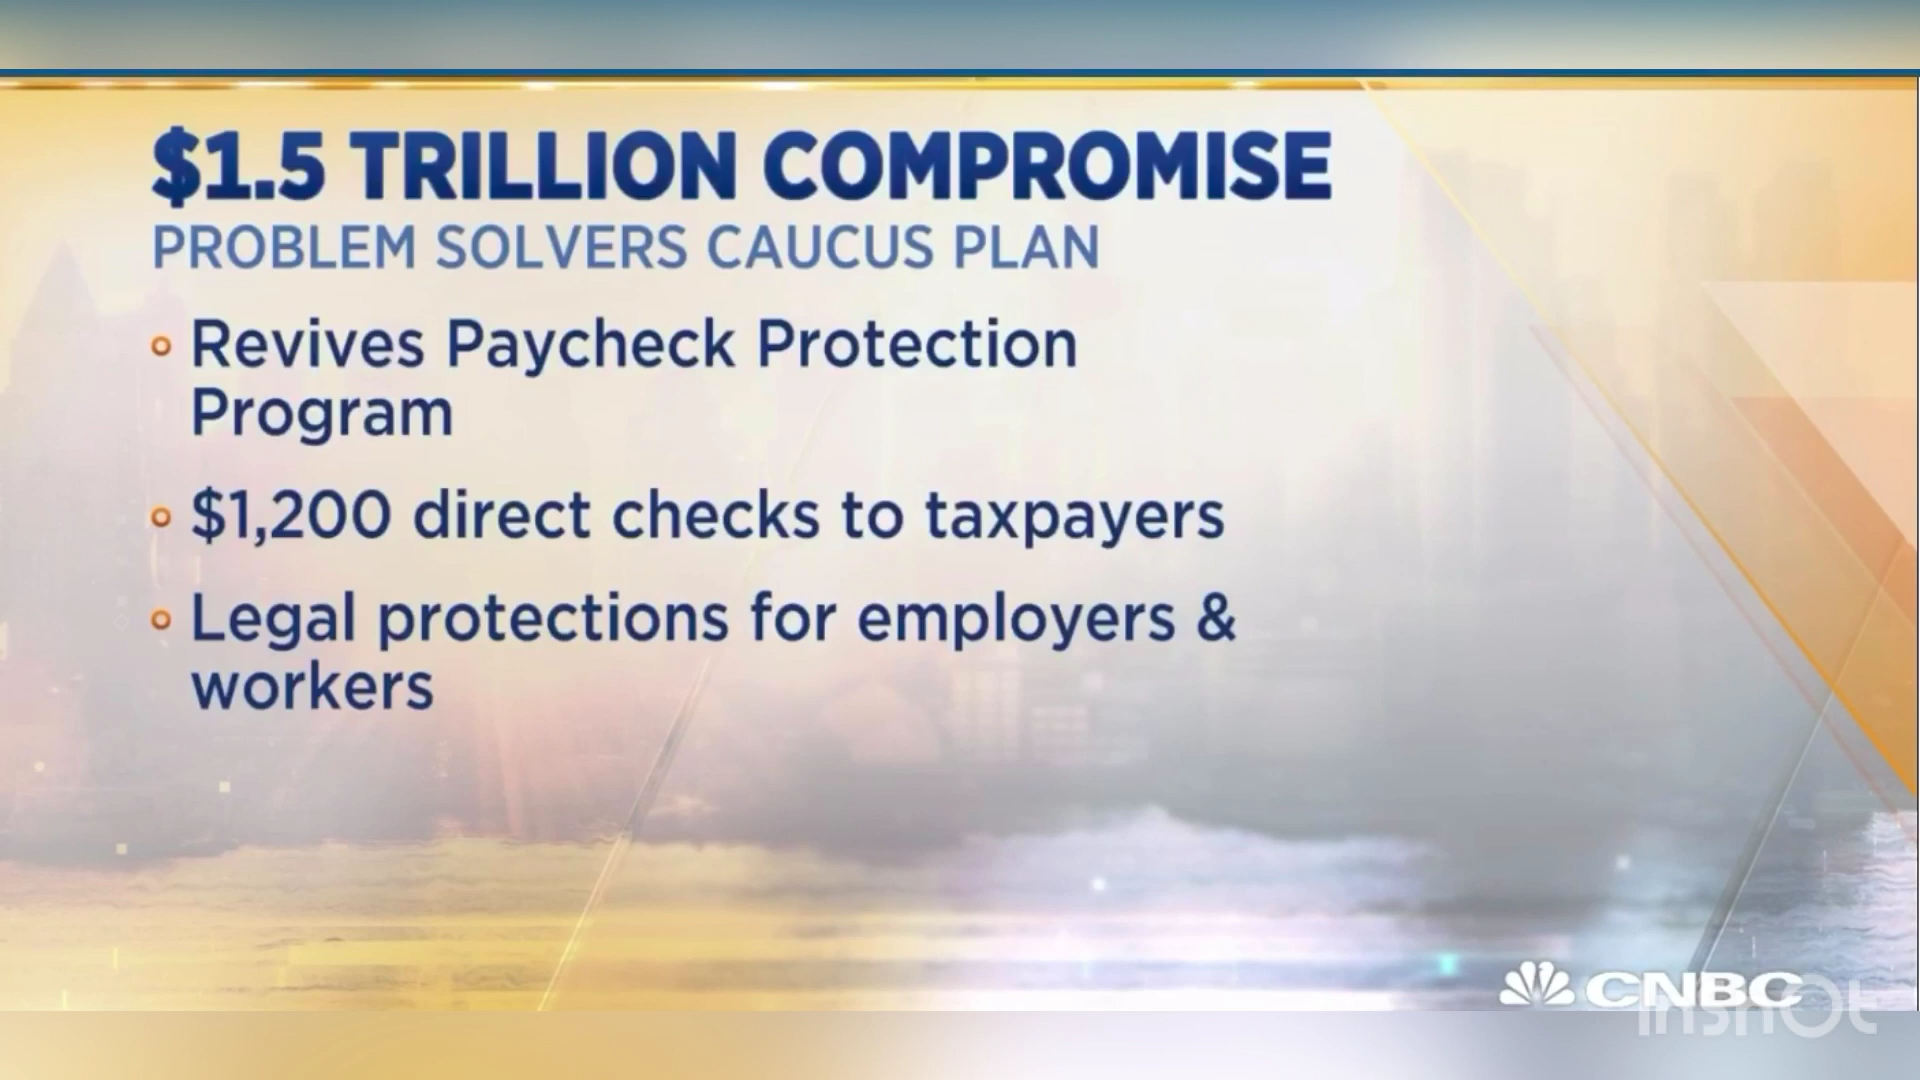 $1.5 TRILLION COMPROMISE
PROBLEM SOLVERS CAUCUS PLAN
Revives Paycheck Protection
Program
$1,200 direct checks to taxpayers
Legal protections for employers &
workers
CNBC
INSHOT